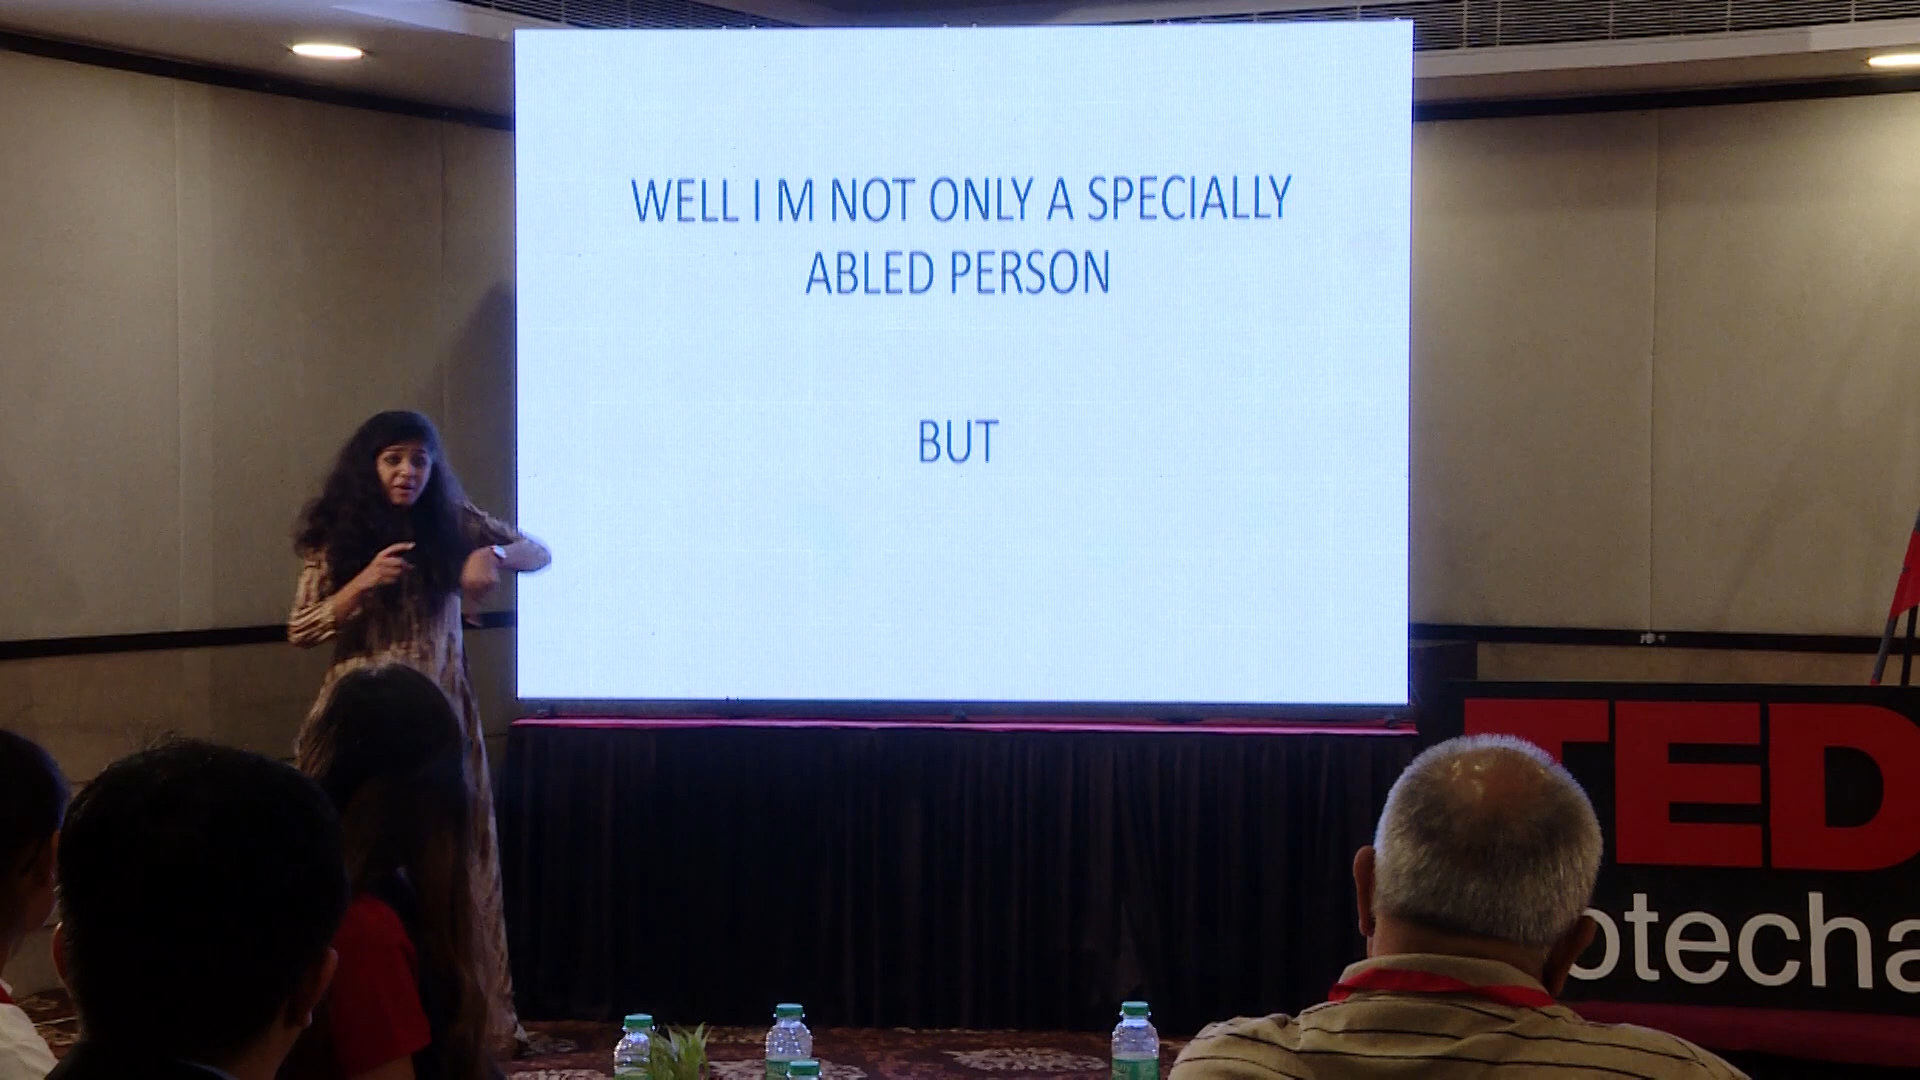 WELL I M NOT ONLY A SPECIALLY
ABLED PERSON
BUT
TED
otecha